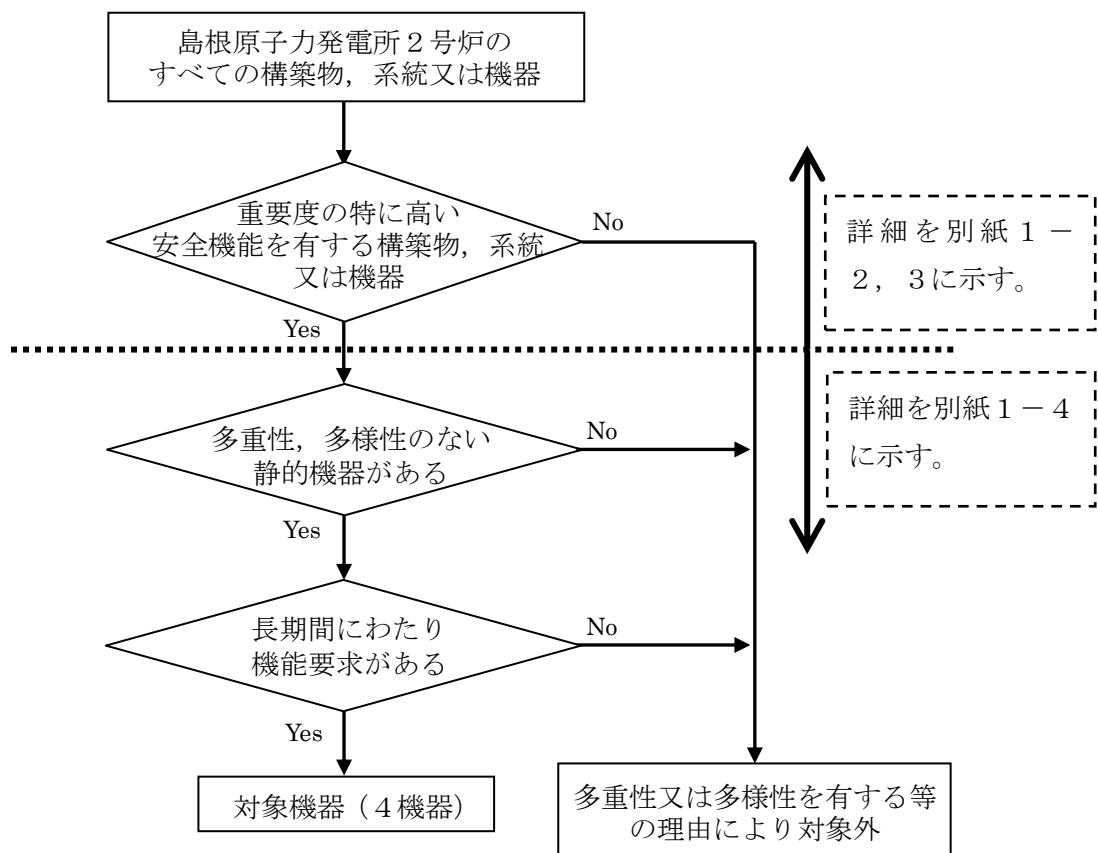 島根原子力発電所２号炉の
すべての構築物，系統又は機器
重要度の特に高い
安全機能を有する構築物，系統
又は機器
No
Yes
詳細を別紙１－
２，３に示す。
多重性，多様性のない
静的機器がある
No
Yes
詳細を別紙１－４
に示す。
長期間にわたり
機能要求がある
No
Yes
対象機器（４機器）
多重性又は多様性を有する等
の理由により対象外